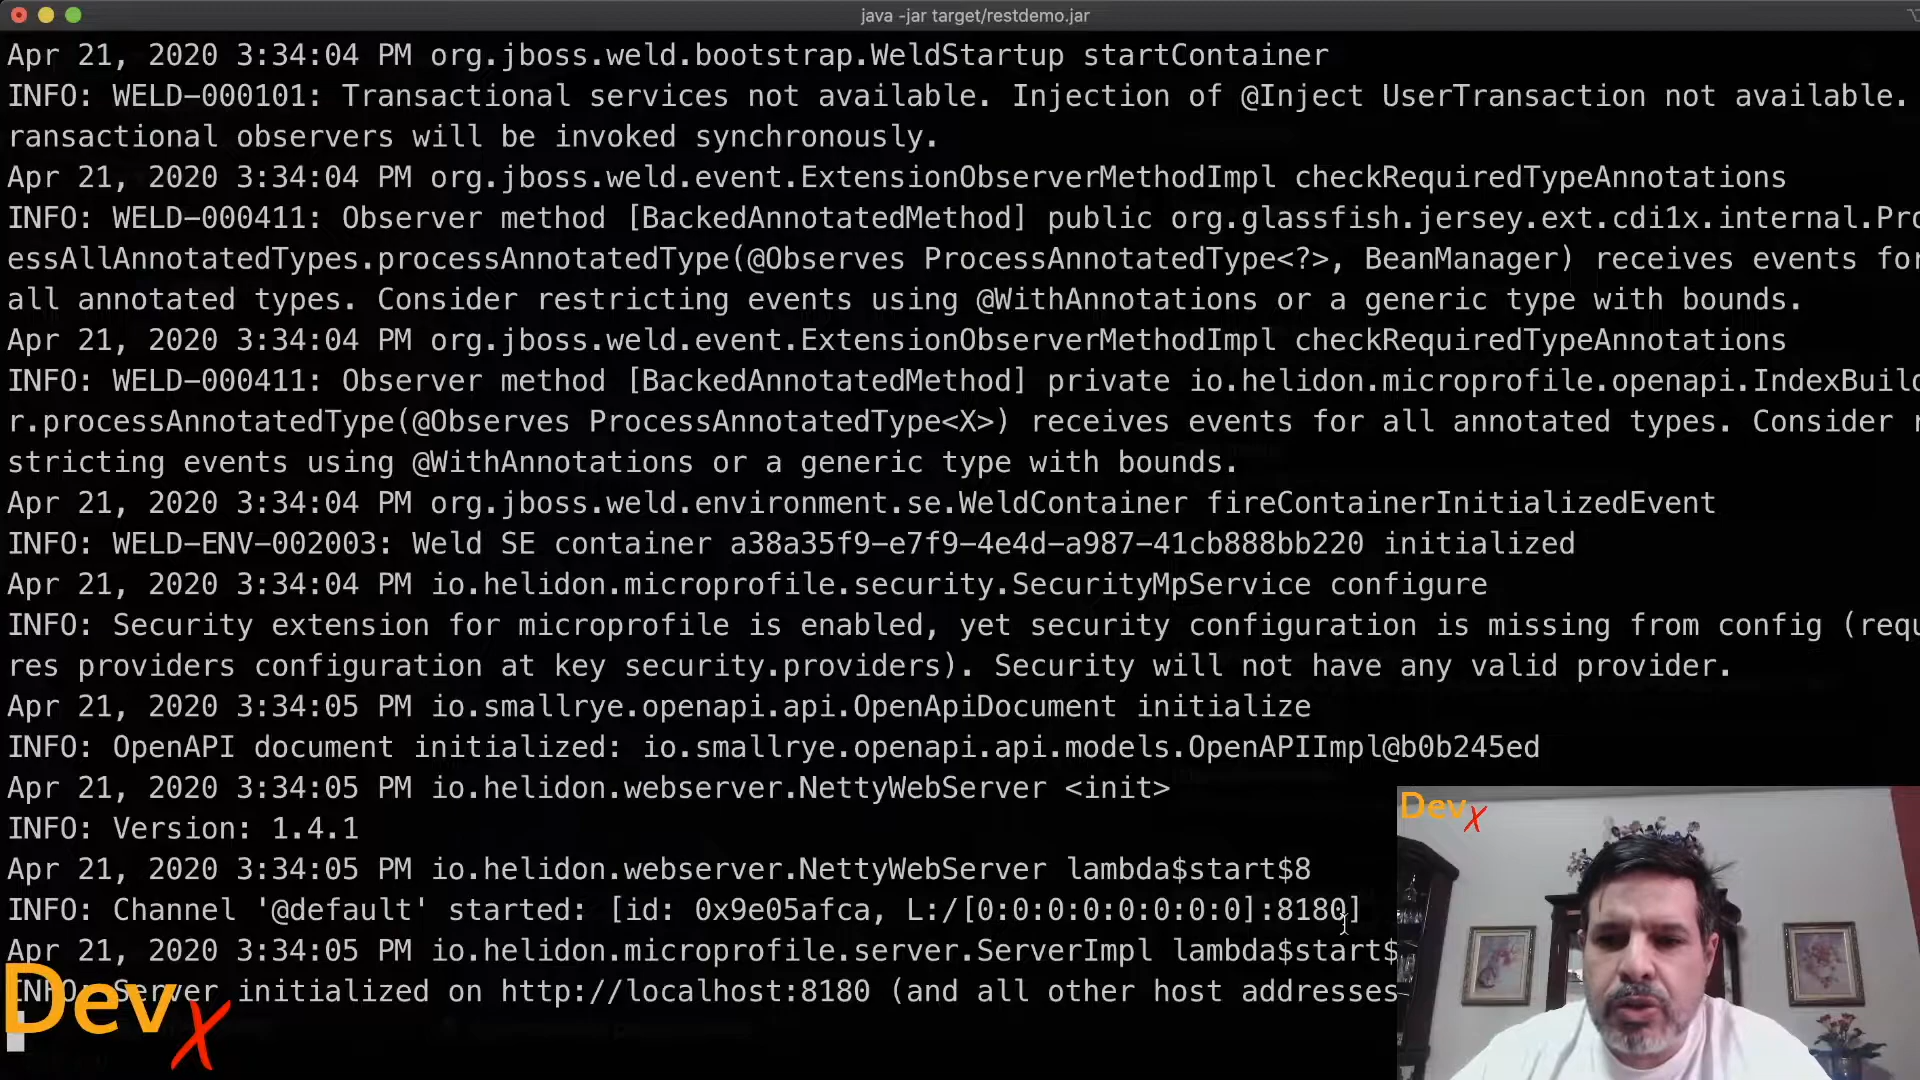 java -jar target/restdemo.jar
Apr 21, 2020 3:34:04 PM org.jboss.weld.bootstrap.WeldStartup startContainer
INFO: WELD-000101: Transactional services not available. Injection of @Inject UserTransaction not available.
ransactional observers will be invoked synchronously.
Apr 21, 2020 3:34:04 PM org.jboss.weld.event.ExtensionObserverMethodImpl checkRequiredTypeAnnotations
INFO: WELD-000411: Observer method [BackedAnnotatedMethod] public org.glassfish.jersey.ext.cdi1x.internal.Pro
essAllAnnotatedTypes.processAnnotatedType(@Observes ProcessAnnotatedType<?>, BeanManager) receives events for
all annotated types. Consider restricting events using @WithAnnotations or a generic type with bounds.
Apr 21, 2020 3:34:04 PM org.jboss.weld.event.ExtensionObserverMethodImpl checkRequiredTypeAnnotations
INFO: WELD-000411: Observer method [BackedAnnotatedMethod] private io.helidon.microprofile.openapi.IndexBuild
r.processAnnotatedType(@Observes ProcessAnnotatedType<X>) receives events for all annotated types. Consider r
stricting events using @WithAnnotations or a generic type with bounds.
Apr 21, 2020 3:34:04 PM org.jboss.weld.environment.se.WeldContainer fireContainerInitializedEvent
INFO: WELD-ENV-002003: Weld SE container a38a35f9-e7f9-4e4d-a987-41cb888bb220 initialized
Apr 21, 2020 3:34:04 PM io.helidon.microprofile.security.SecurityMpService configure
INFO: Security extension for microprofile is enabled, yet security configuration is missing from config (requ
res providers configuration at key security.providers). Security will not have any valid provider.
Apr 21, 2020 3:34:05 PM io.smallrye.openapi.api.OpenApiDocument initialize
INFO: OpenAPI document initialized: io.smallrye.openapi.api.models.OpenAPIImpl@b0b245ed
Apr 21, 2020 3:34:05 PM io.helidon.webserver.NettyWebServer <init>
INFO: Version: 1.4.1
Apr 21, 2020 3:34:05 PM io.helidon.webserver.NettyWebServer lambda$start$8
INFO: Channel '@default' started: [id: 0x9e05afca, L:/[0:0:0:0:0:0:0:0]:8180]
Apr 21, 2020 3:34:05 PM io.helidon.microprofile.server.ServerImpl lambda$start$
INFO: Server initialized on http://localhost:8180 (and all other host addresses
DevX
DevX